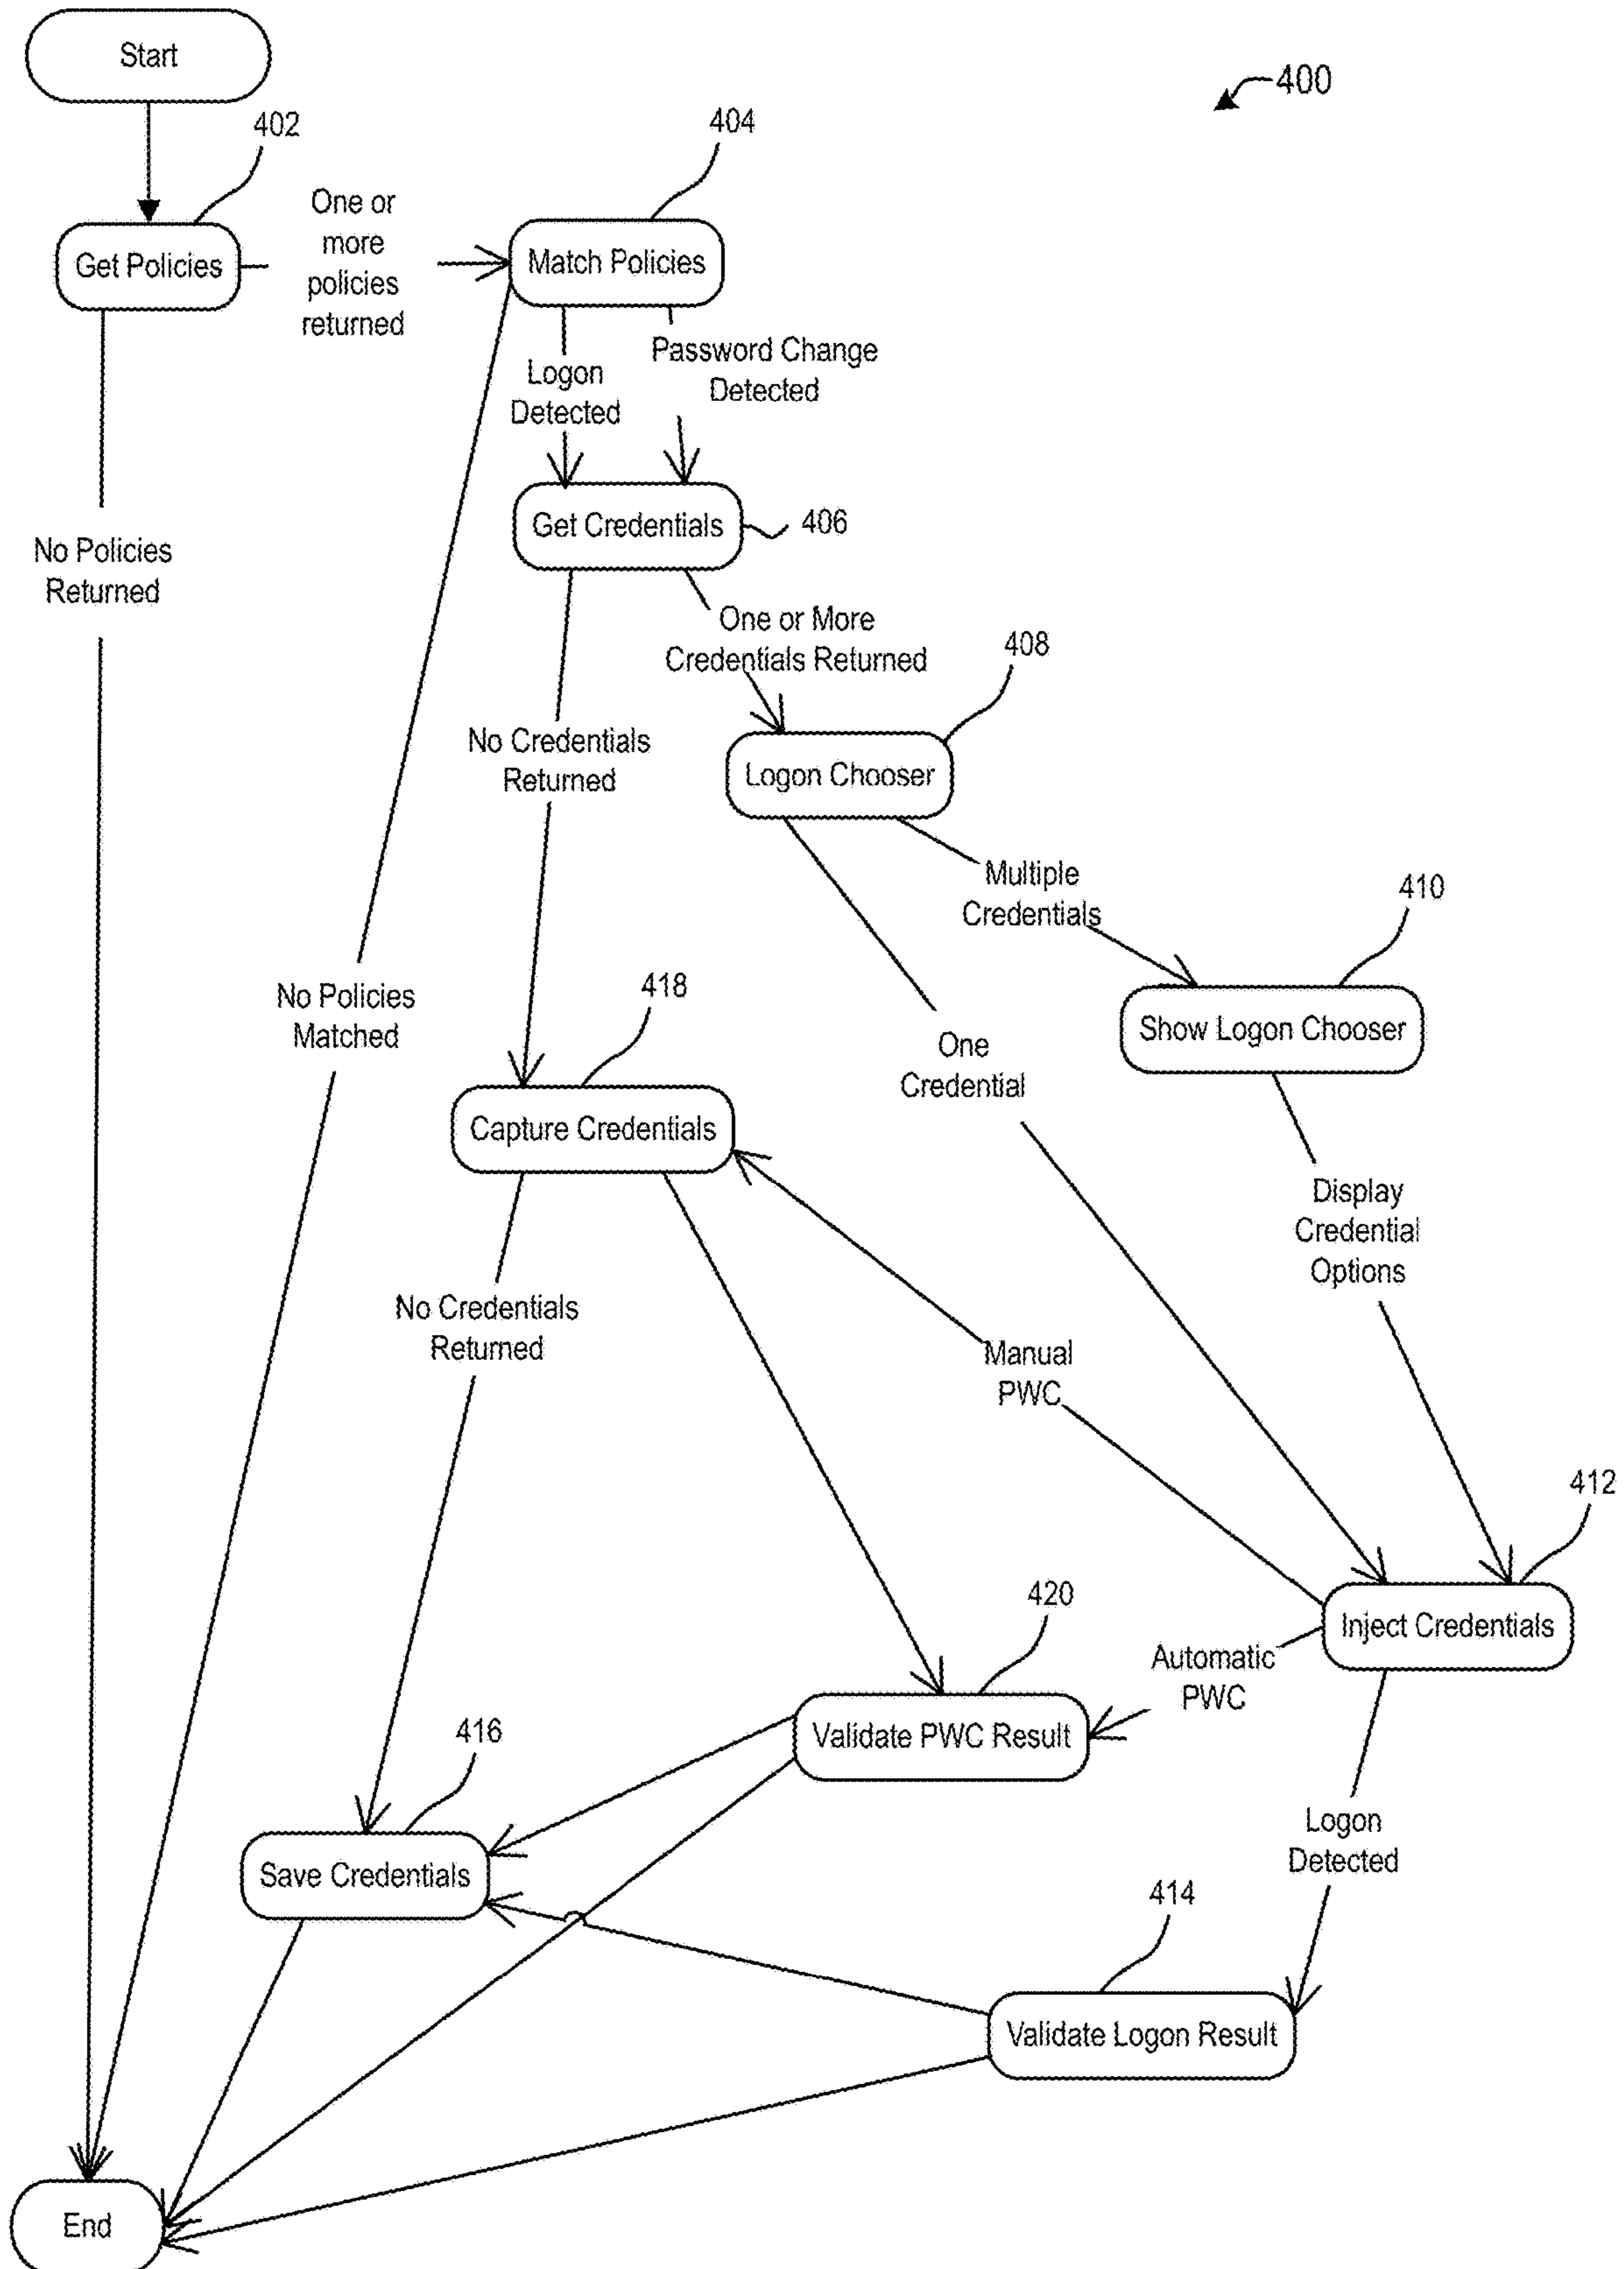 Start
400
402
404
One or
more
policies
returned
Get Policies
Match Policies
Logon
Detected
Password Change
Detected
Get Credentials
406
No Policies
Returned
One or More
Credentials Returned
408
No Credentials
Returned
Logon Chooser
Multiple
Credentials
410
No Policies
Matched
418
Show Logon Chooser
One
Credential
Capture Credentials
Display
Credential
Options
No Credentials
Returned
Manual
PWC
412
420
Inject Credentials
Automatic
PWC
416
Validate PWC Result
Logon
Detected
Save Credentials
414
Validate Logon Result
End